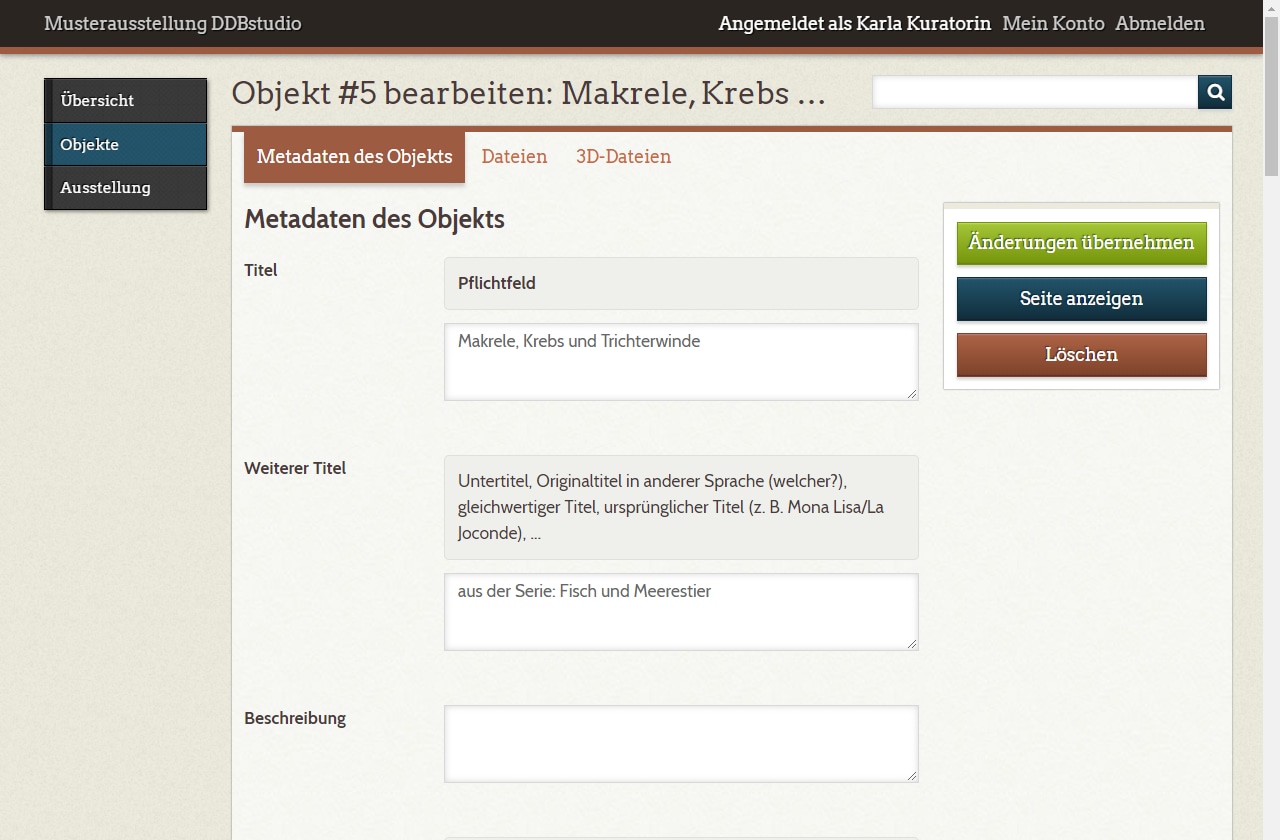 Musterausstellung DDBstudio
Angemeldet als Karla Kuratorin Mein Konto Abmelden
Übersicht
Objekte
Ausstellung
Objekt #5 bearbeiten: Makrele, Krebs …
Metadaten des Objekts Dateien 3D-Dateien
Metadaten des Objekts
Titel
Pflichtfeld
Makrele, Krebs und Trichterwinde
Weiterer Titel
Untertitel, Originaltitel in anderer Sprache (welcher?),
gleichwertiger Titel, ursprünglicher Titel (z. B. Mona Lisa/La
Joconde), ...
aus der Serie: Fisch und Meerestier
Beschreibung
Änderungen übernehmen
Seite anzeigen
Löschen